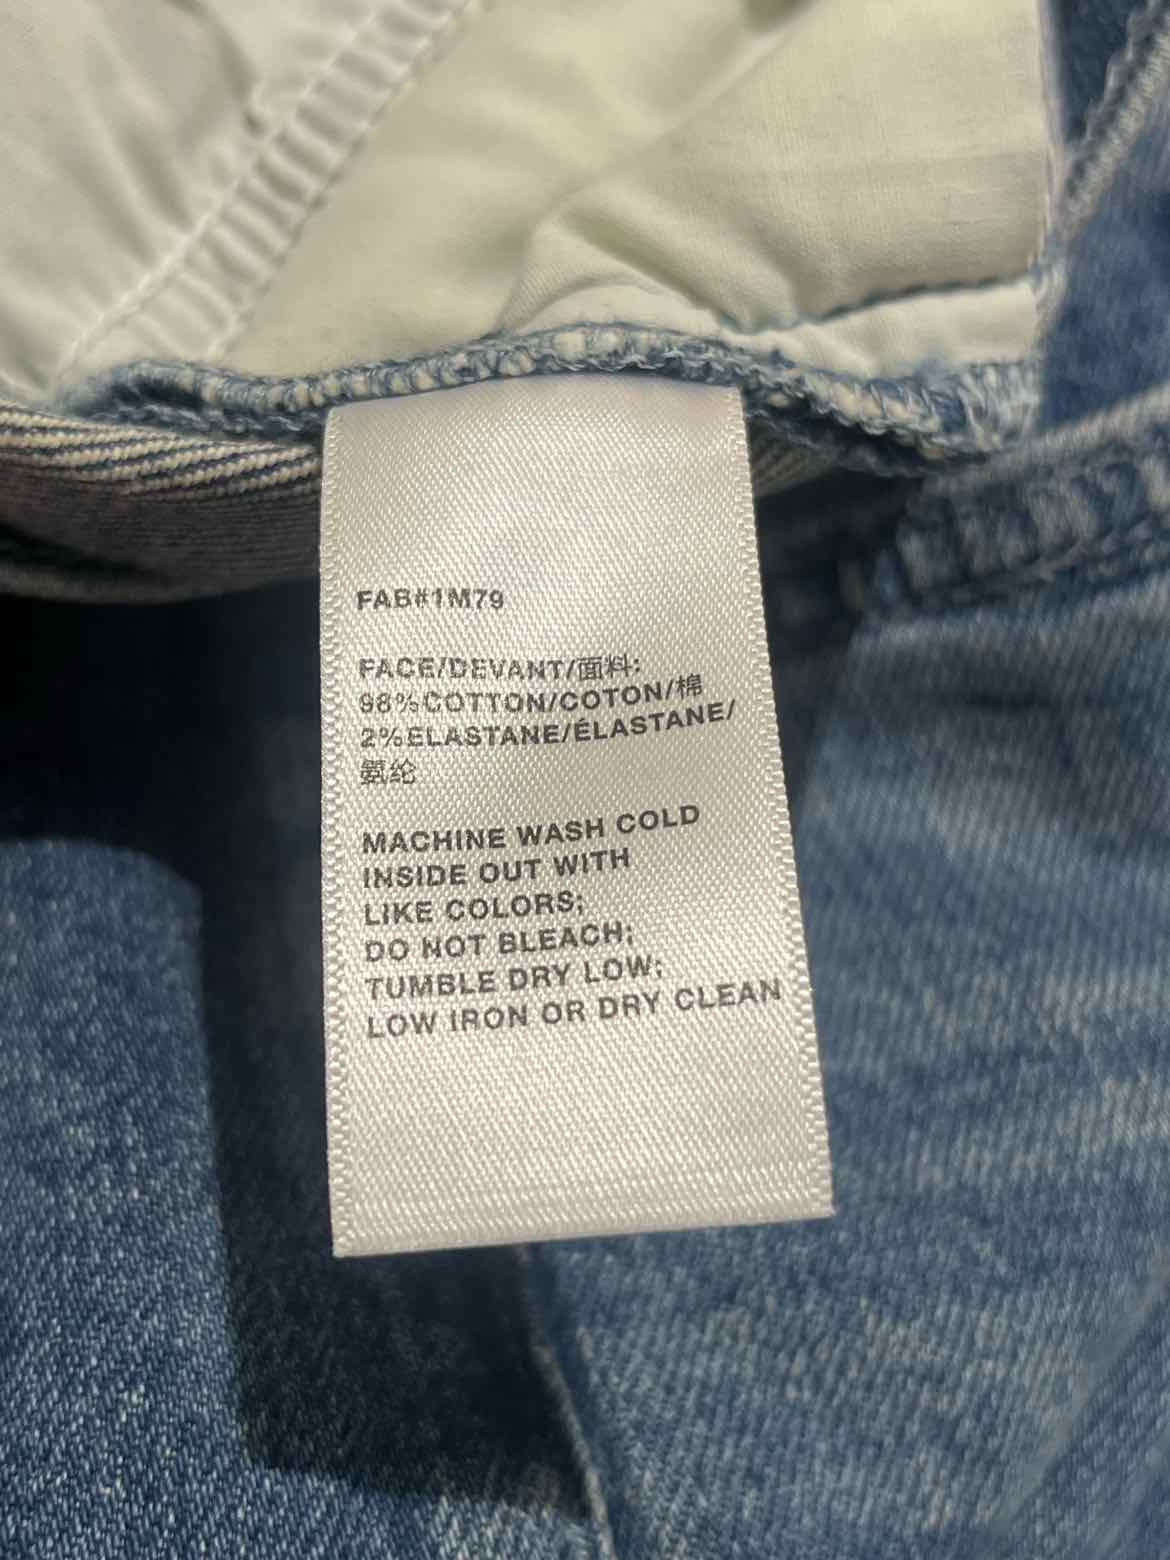 FAB#1M79
FACE/DEVANT/面料:
98%COTTON/COTON/棉
2%ELASTANE/ÉLASTANE/
氨纶
MACHINE WASH COLD
INSIDE OUT WITH
LIKE COLORS;
DO NOT BLEACH;
TUMBLE DRY LOW;
LOW IRON OR DRY CLEAN